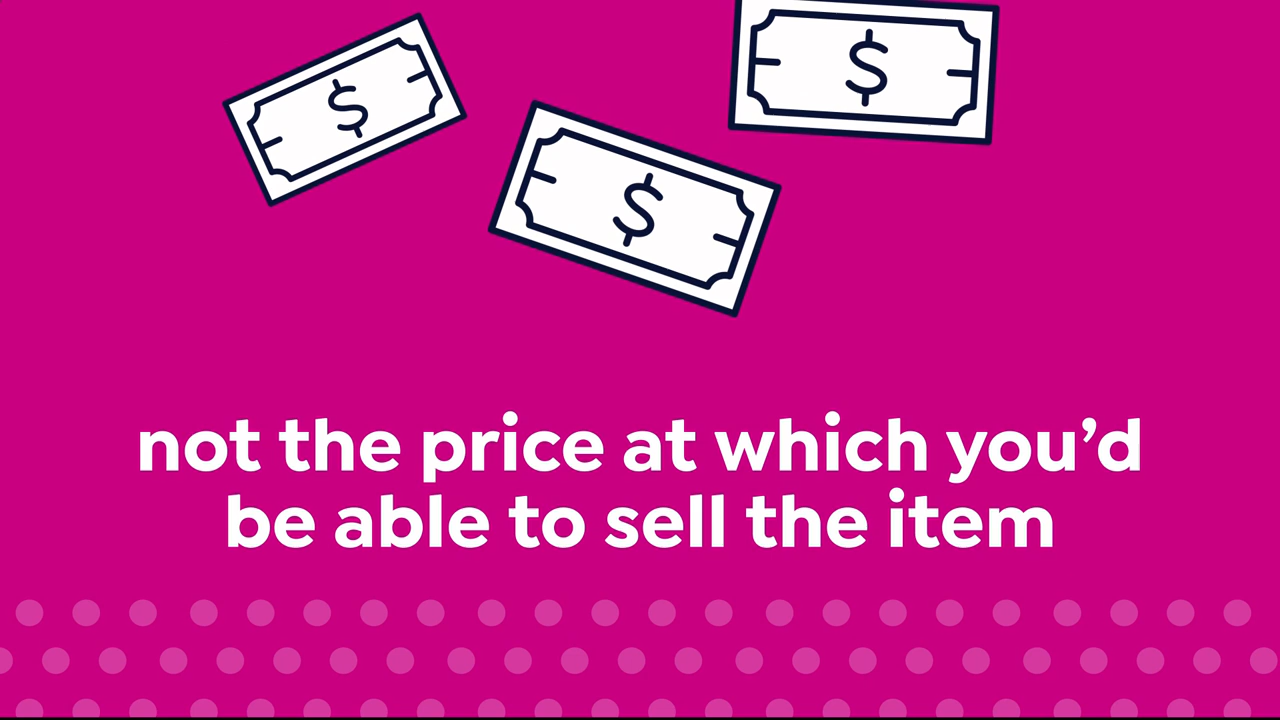 $
$
$
not the price at which you’d
be able to sell the item